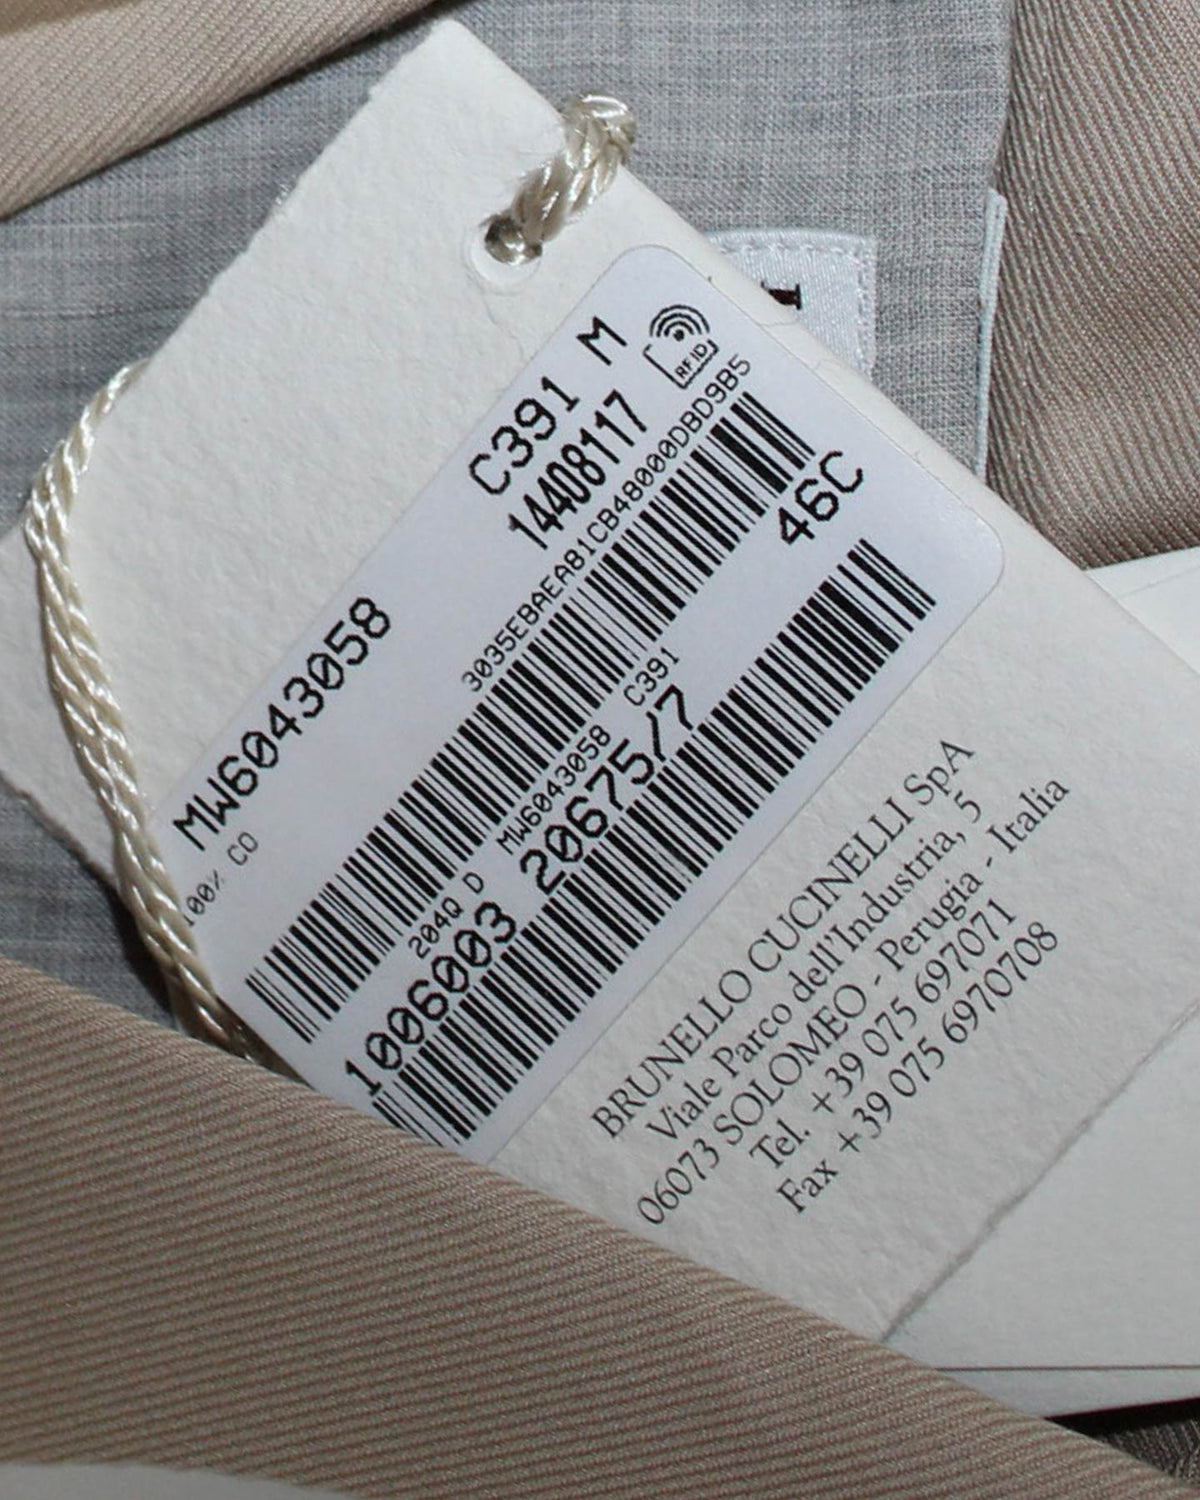 C391 M
RFID
14408117
3035EBAEA81CB48000DBD9B5
MW6043058
100% CO
46C
MW6043058 C391
204Q D
20675/7
1006003
BRUNELLO CUCINELLI SpA
Viale Parco dell'Industria, 5
06073 SOLOMEO - Perugia - Italia
Tel. +39 075 697071
Fax +39 075 6970708